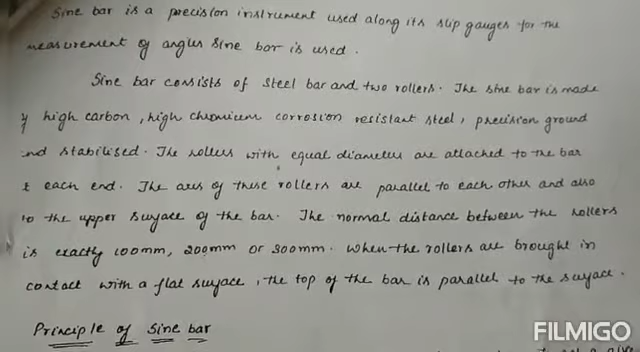 Sine bar is a precision instrument used along its slip gauges for the
measurement of angles sine bar is used.
Sine bar consists of steel bar and two rollers. The sine bar is made
of high carbon, high chromium corrosion resistant steel, precision ground
and stabilised. The rollers with equal diameter are attached to the bar
t each end. The axis of these rollers are parallel to each other and also
to the upper surface of the bar. The normal distance between the rollers
is exactly 100mm, 200mm or 300mm. When the rollers are brought in
contact with a flat surface, the top of the bar is parallel to the surface.
Principle of Sine bar
FILMIGO